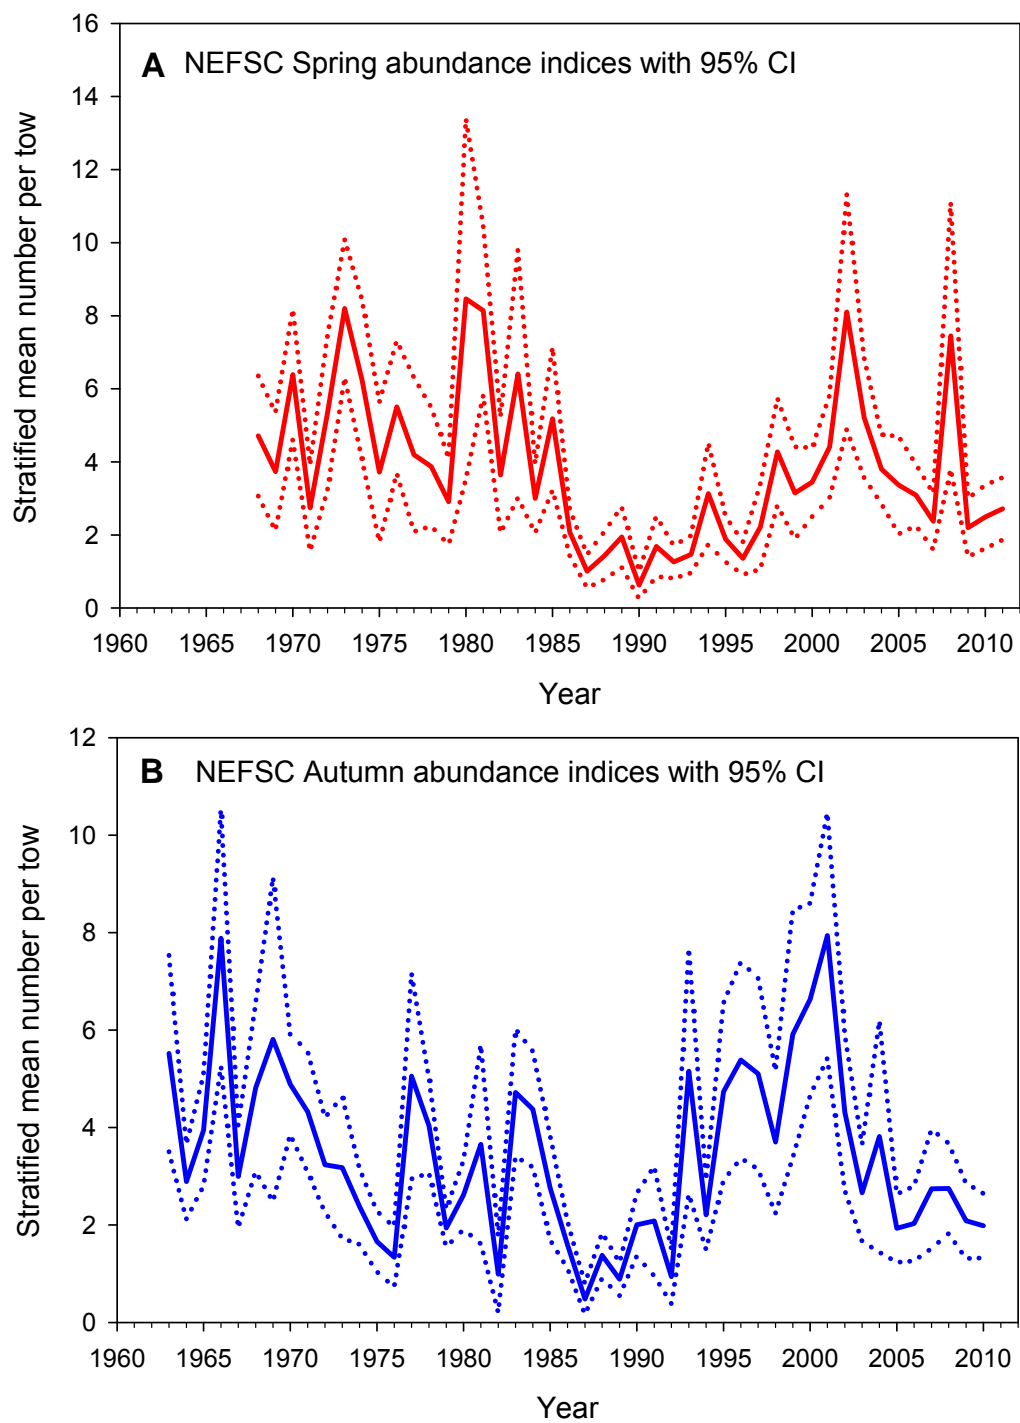 16
A NEFSC Spring abundance indices with 95% CI
14
12
10
8
6
4
2
0
Stratified mean number per tow
1960 1965 1970 1975 1980 1985 1990 1995 2000 2005 2010
Year
12
B NEFSC Autumn abundance indices with 95% CI
10
8
6
4
2
0
Stratified mean number per tow
1960 1965 1970 1975 1980 1985 1990 1995 2000 2005 2010
Year